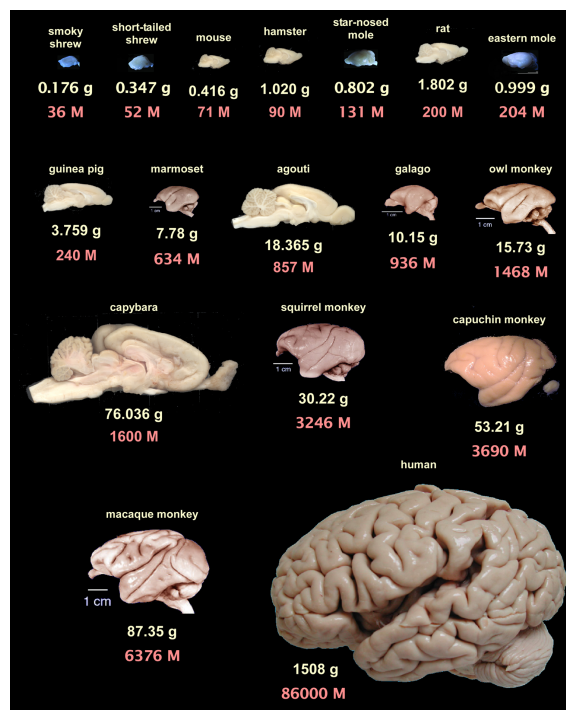 smoky
shrew
short-tailed
shrew
mouse
hamster
star-nosed
mole
rat
eastern mole
0.176 g
0.347 g
0.416 g
1.020 g
0.802 g
1.802 g
0.999 g
36 M
52 M
71 M
90 M
131 M
200 M
204 M
guinea pig
marmoset
agouti
galago
owl monkey
1 cm
1 cm
1 cm
3.759 g
7.78 g
18.365 g
10.15 g
15.73 g
240 M
634 M
857 M
936 M
1468 M
capybara
squirrel monkey
capuchin monkey
1 cm
76.036 g
30.22 g
53.21 g
1600 M
3246 M
3690 M
human
macaque monkey
1 cm
87.35 g
6376 M
1508 g
86000 M